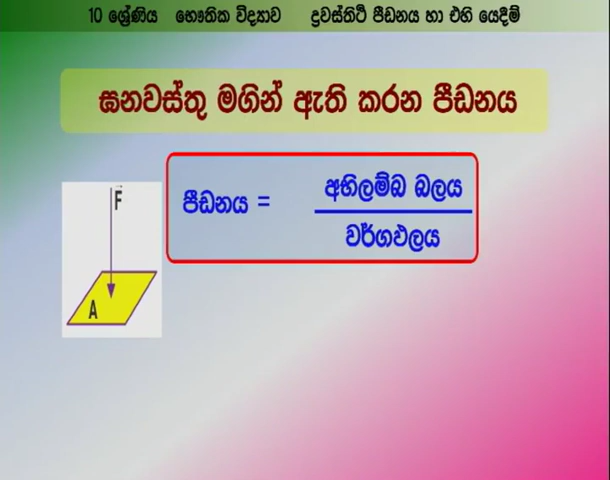 10 ශ්‍රේණිය භෞතික විද්‍යාව ද්‍රවස්තිථි පීඩනය හා එහි යෙදීම්
ඝනවස්තු මගින් ඇති කරන පීඩනය
පීඩනය = අභිලම්බ බලය
වර්ගඵලය
F
A